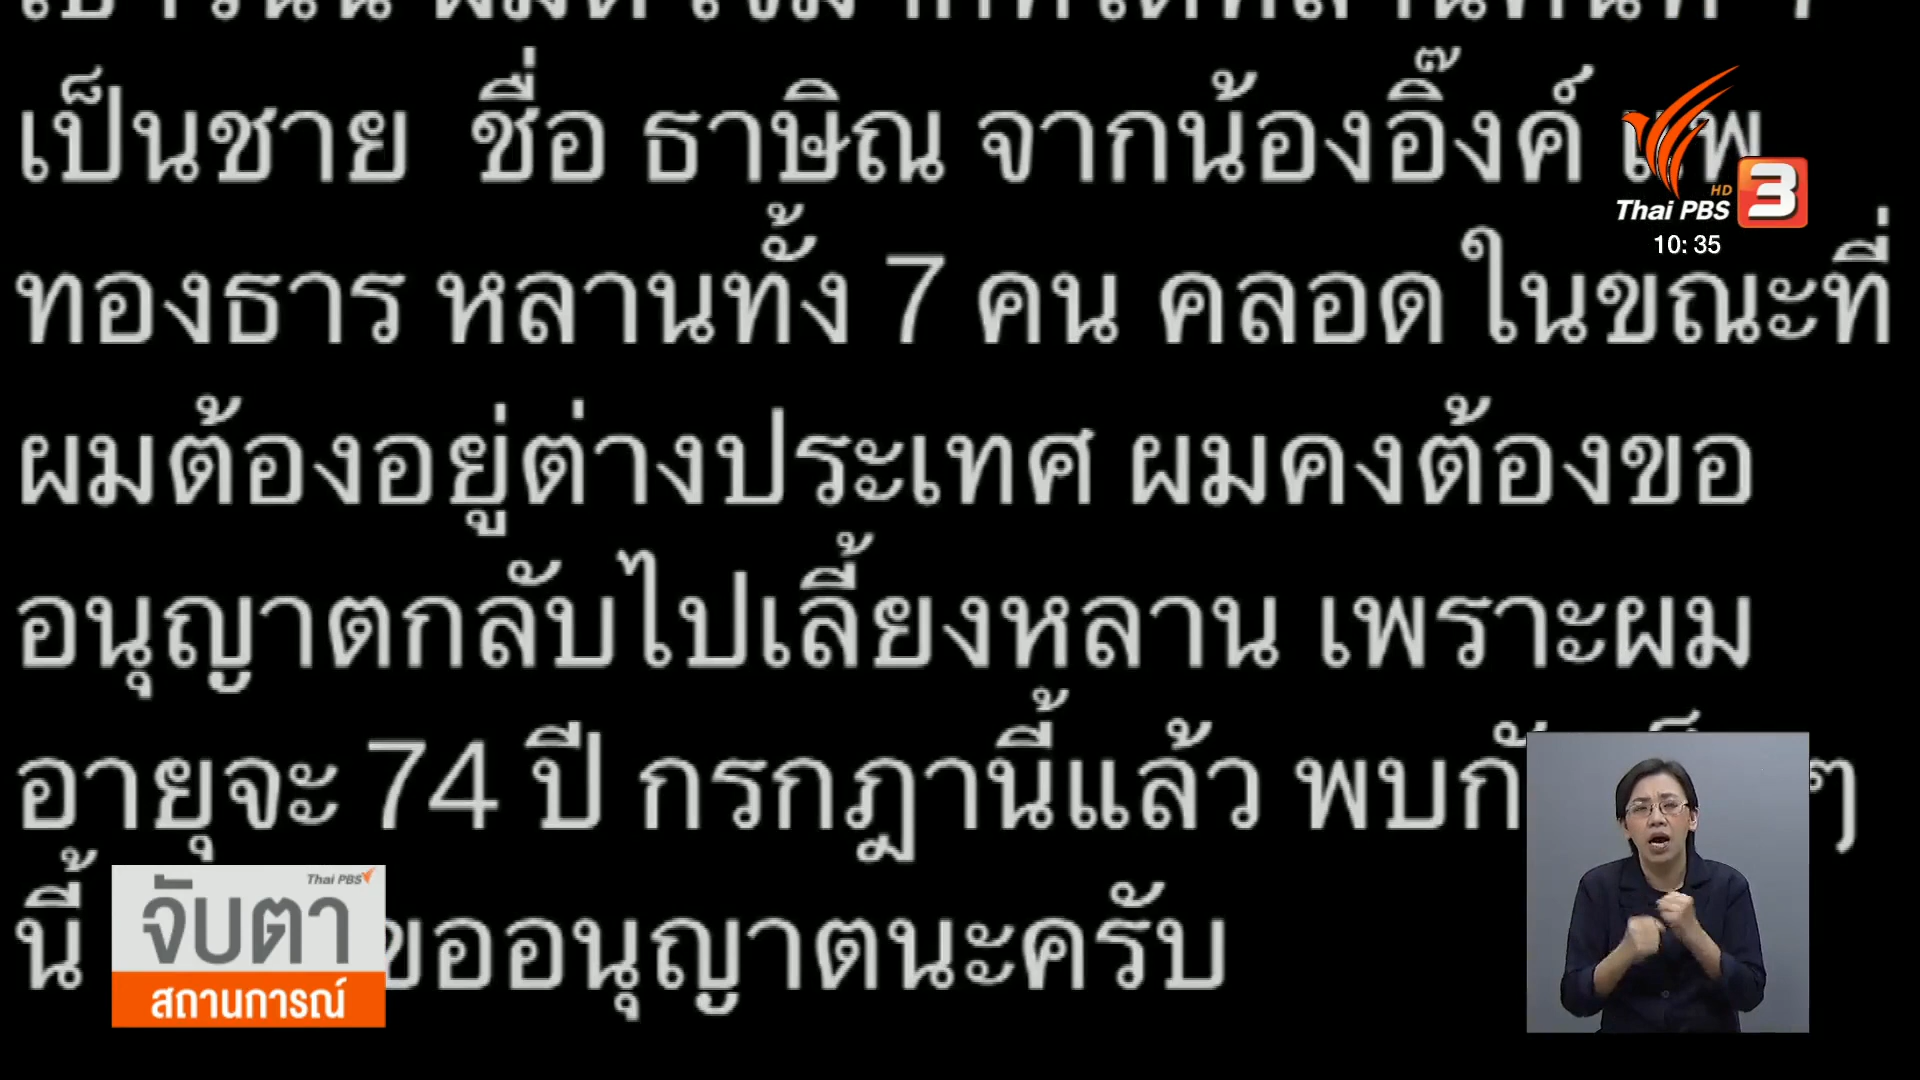 เป็นชาย ชื่อ ธาษิณ จากน้องอิ๊งค์ แพ
ทองธาร หลานทั้ง 7 คน คลอด ในขณะที่
ผมต้องอยู่ต่างประเทศ ผมคงต้องขอ
อนุญาตกลับไปเลี้ยงหลาน เพราะผม
อายุจะ 74 ปี กรกฎานี้แล้ว พบกัน ๆ
นี้ ขออนุญาตนะครับ
HD
Thai PBS 3
10:35
Thai PBS
จับตา
สถานการณ์